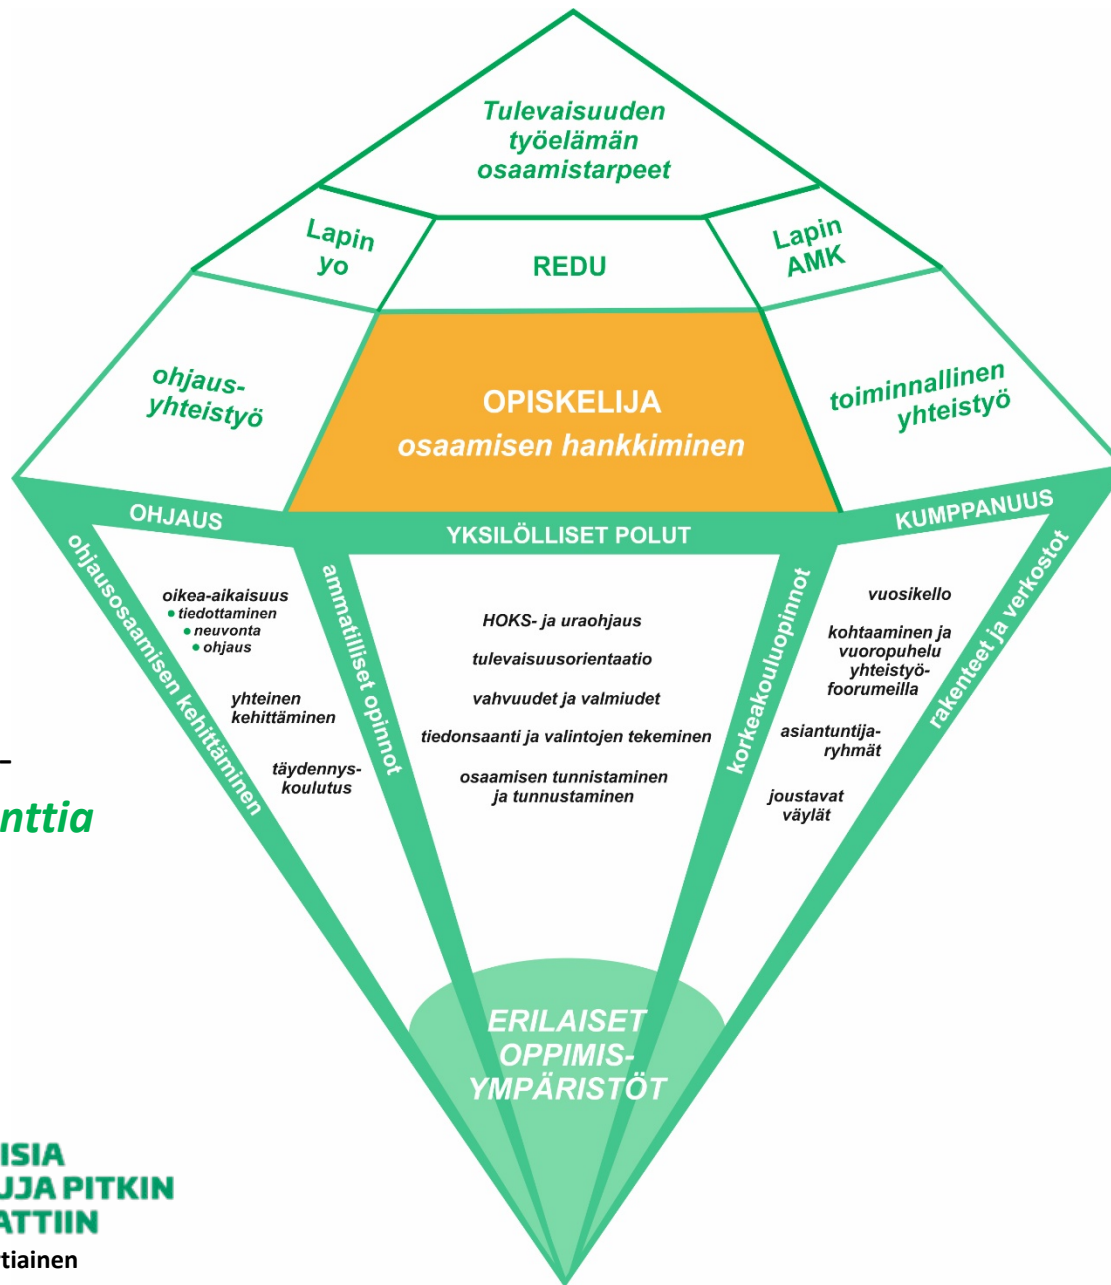 Tulevaisuuden
työelämän
osaamistarpeet
Lapin
yo
REDU
Lapin
AMK
ohjaus-
yhteistyö
OPISKELIJA
osaamisen hankkiminen
toiminnallinen
yhteistyö
OHJAUS
YKSILÖLLISET POLUT
KUMPPANUUS
ohjausosaamisen kehittäminen
oikea-aikaisuus
• tiedottaminen
• neuvonta
• ohjaus
yhteinen
kehittäminen
täydennys-
koulutus
ammatilliset opinnot
HOKS- ja uraohjaus
tulevaisuusorientaatio
vahvuudet ja valmiudet
tiedonsaanti ja valintojen tekeminen
osaamisen tunnistaminen
ja tunnustaminen
korkeakouluopinnot
vuosikello
kohtaaminen ja
vuoropuhelu
yhteistyö-
foorumeilla
asiantuntija-
ryhmät
joustavat
väylät
rakenteet ja verkostot
ERILAISET
OPPIMIS-
YMPÄRISTÖT
nttia
ISIA
UJA PITKIN
ATTIIN
tiainen